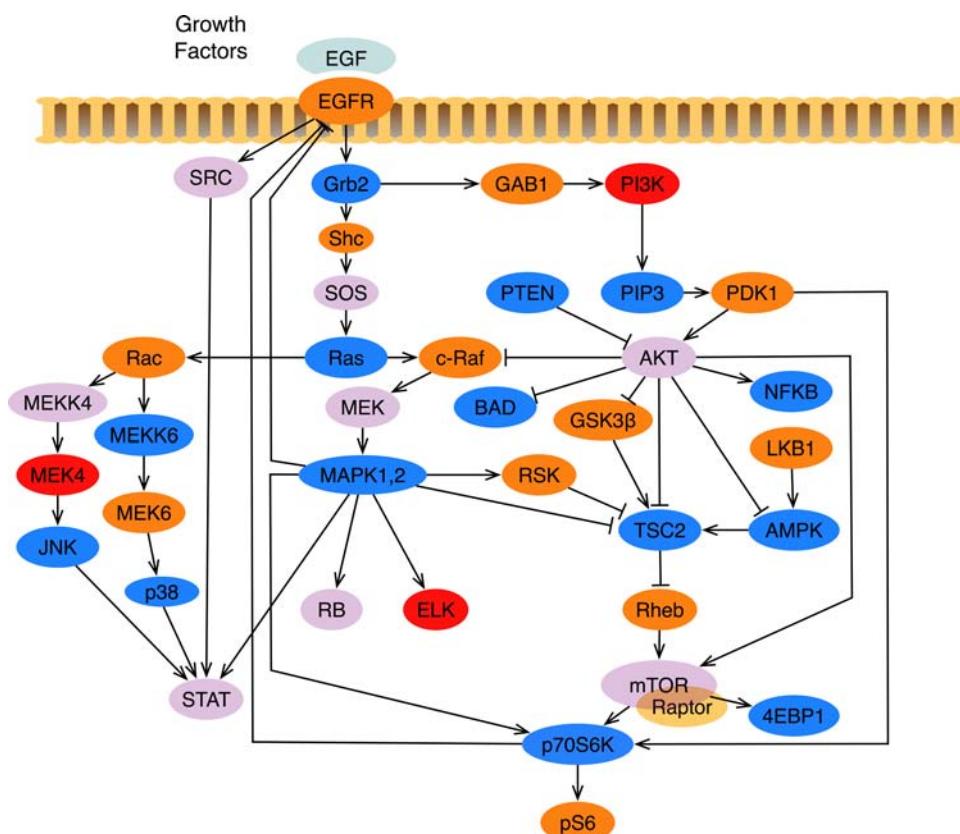 Growth
Factors
EGF
EGFR
SRC
Grb2
GAB1
PI3K
Shc
SOS
PTEN
PIP3
PDK1
Rac
Ras
c-Raf
AKT
MEKK4
MEK
BAD
GSK3β
NFKB
MEKK6
LKB1
MEK4
MAPK1,2
RSK
MEK6
JNK
TSC2
AMPK
p38
RB
ELK
Rheb
STAT
mTOR
Raptor
4EBP1
p70S6K
pS6